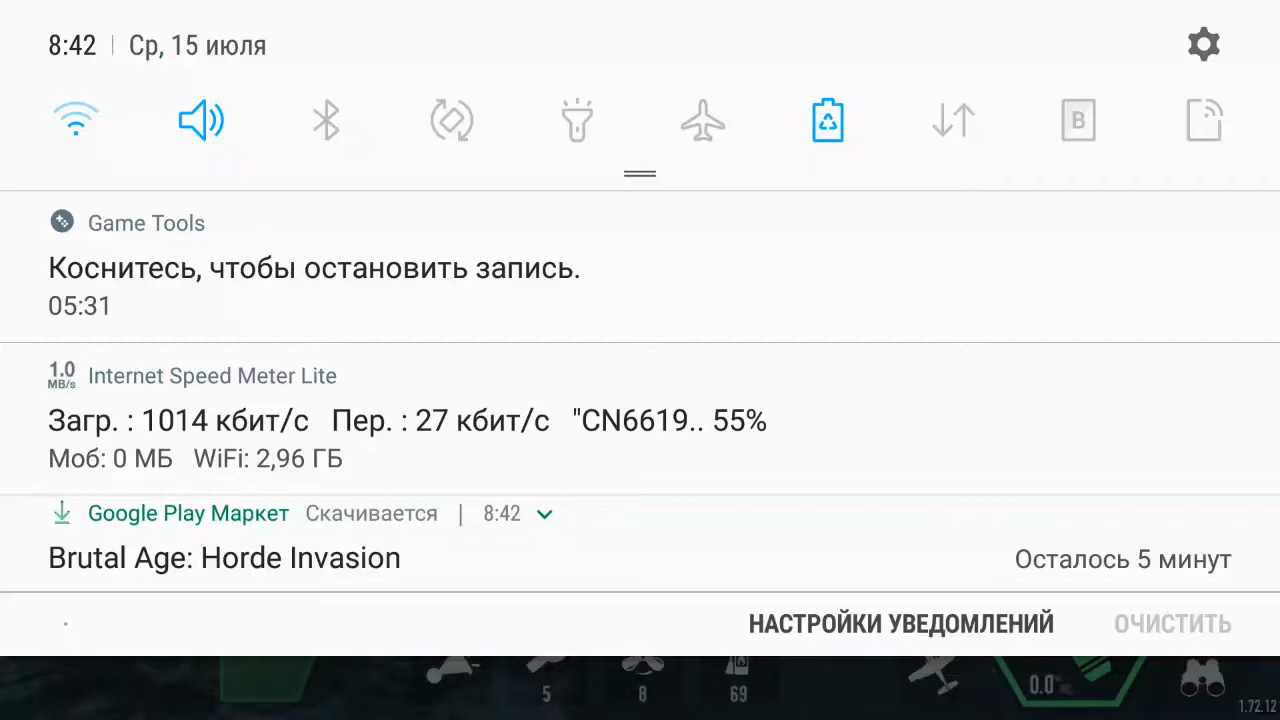 8:42 | Ср, 15 июля
B
Game Tools
Коснитесь, чтобы остановить запись.
05:31
1.0 MB/s Internet Speed Meter Lite
Загр. : 1014 кбит/с Пер. : 27 кбит/с "CN6619.. 55%
Моб: 0 МБ WiFi: 2,96 ГБ
Google Play Маркет Скачивается | 8:42
Brutal Age: Horde Invasion Осталось 5 минут
НАСТРОЙКИ УВЕДОМЛЕНИЙ ОЧИСТИТЬ
5 8 69 0.0
1.72.12